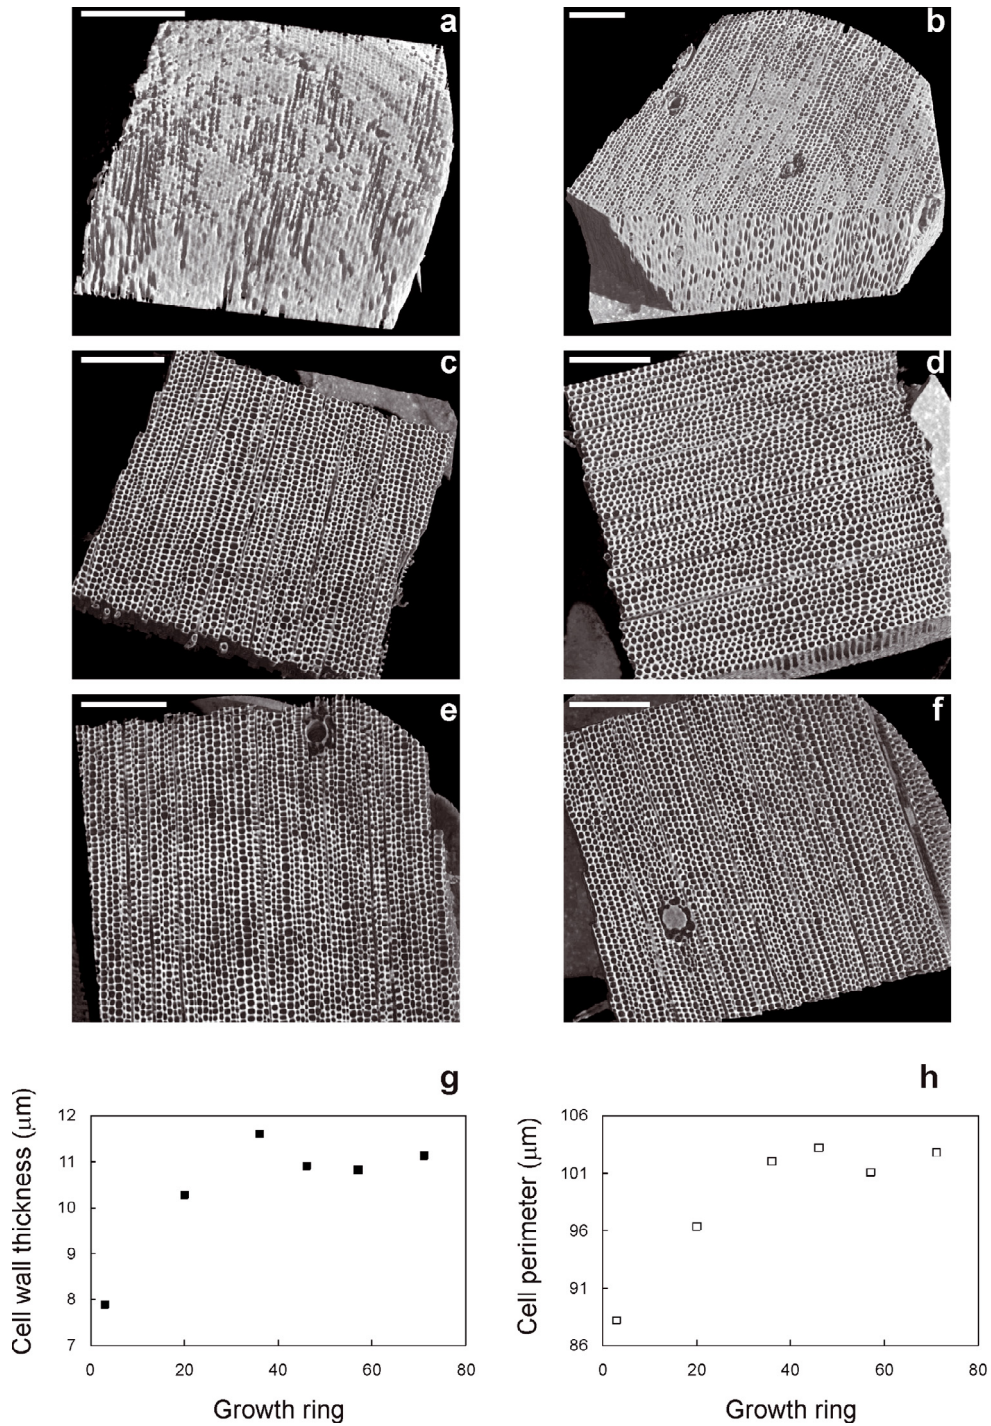 a
b
c
d
e
f
g
12
11
10
9
8
7
0
20
40
60
80
Cell wall thickness (μm)
Growth ring
h
106
101
96
91
86
0
20
40
60
80
Cell perimeter (μm)
Growth ring